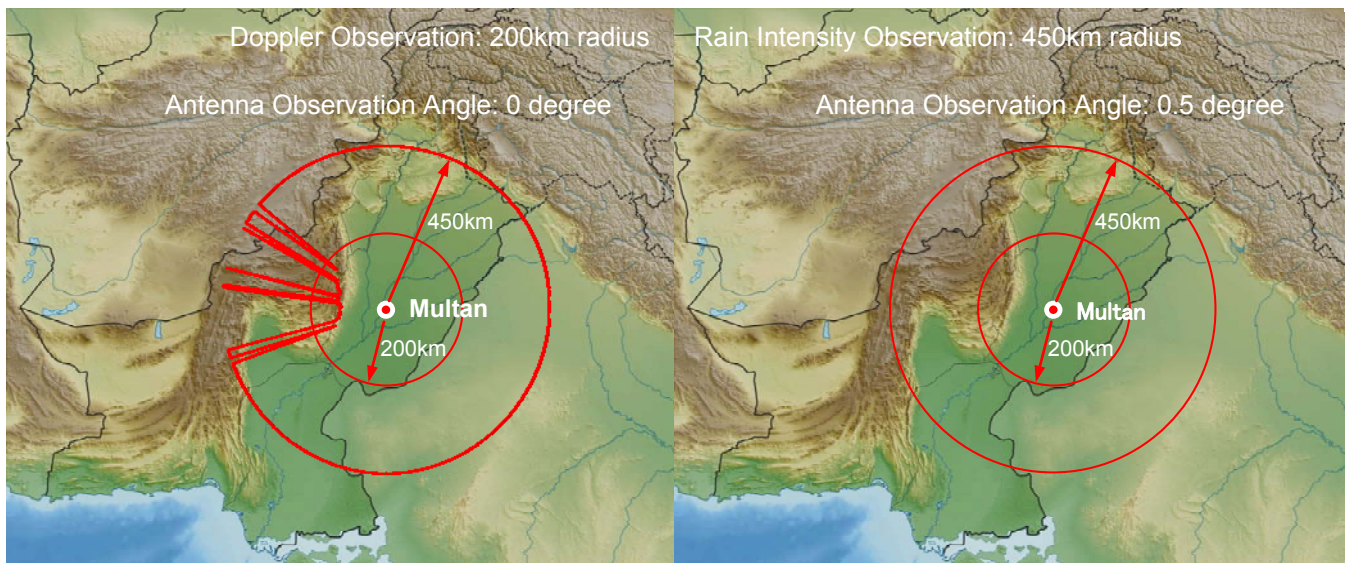 Doppler Observation: 200km radius
Rain Intensity Observation: 450km radius
Antenna Observation Angle: 0 degree
Antenna Observation Angle: 0.5 degree
450km
450km
Multan
Multan
200km
200km